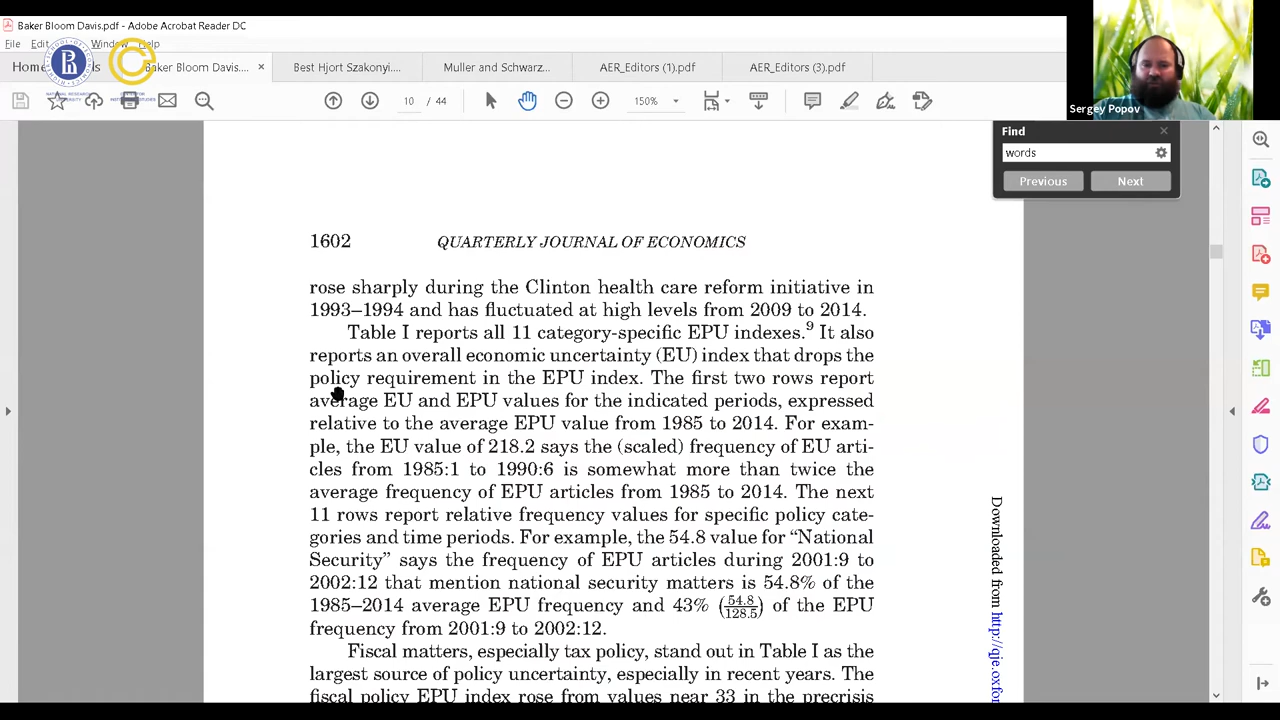 Baker Bloom Davis.pdf - Adobe Acrobat Reader DC
File Edit Window Help
Baker Bloom Davis.... × Best Hjort Szakonyi.... Muller and Schwarz... AER_Editors (1).pdf AER_Editors (3).pdf
10 / 44 150%
Sergey Popov
Find
words
Previous Next
1602 QUARTERLY JOURNAL OF ECONOMICS
rose sharply during the Clinton health care reform initiative in
1993–1994 and has fluctuated at high levels from 2009 to 2014.
Table I reports all 11 category-specific EPU indexes.9 It also
reports an overall economic uncertainty (EU) index that drops the
policy requirement in the EPU index. The first two rows report
average EU and EPU values for the indicated periods, expressed
relative to the average EPU value from 1985 to 2014. For exam-
ple, the EU value of 218.2 says the (scaled) frequency of EU arti-
cles from 1985:1 to 1990:6 is somewhat more than twice the
average frequency of EPU articles from 1985 to 2014. The next
11 rows report relative frequency values for specific policy cate-
gories and time periods. For example, the 54.8 value for “National
Security” says the frequency of EPU articles during 2001:9 to
2002:12 that mention national security matters is 54.8% of the
1985–2014 average EPU frequency and 43% (54.8/128.5) of the EPU
frequency from 2001:9 to 2002:12.
Fiscal matters, especially tax policy, stand out in Table I as the
largest source of policy uncertainty, especially in recent years. The
fiscal policy EPU index rose from values near 33 in the precrisis
Downloaded from http://qje.oxfor